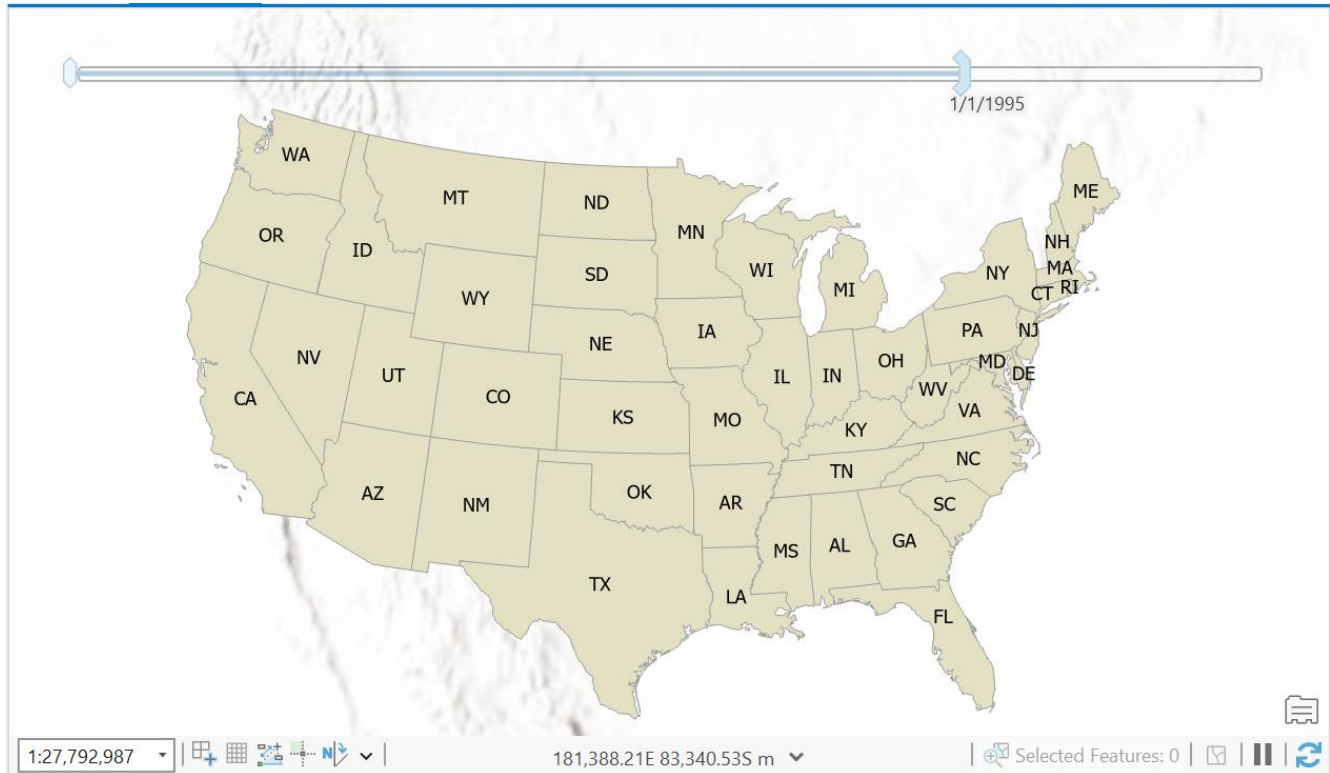 1/1/1995
WA
MT
ND
MN
ME
OR
ID
SD
WI
MI
NY
NH
MA
CT RI
WY
NE
IA
PA
NJ
NV
UT
CO
IL
IN
OH
MD
DE
CA
KS
MO
WV
VA
KY
AZ
NM
OK
AR
TN
NC
SC
TX
LA
MS
AL
GA
FL
1:27,792,987
N
181,388.21E 83,340.53S m
Selected Features: 0